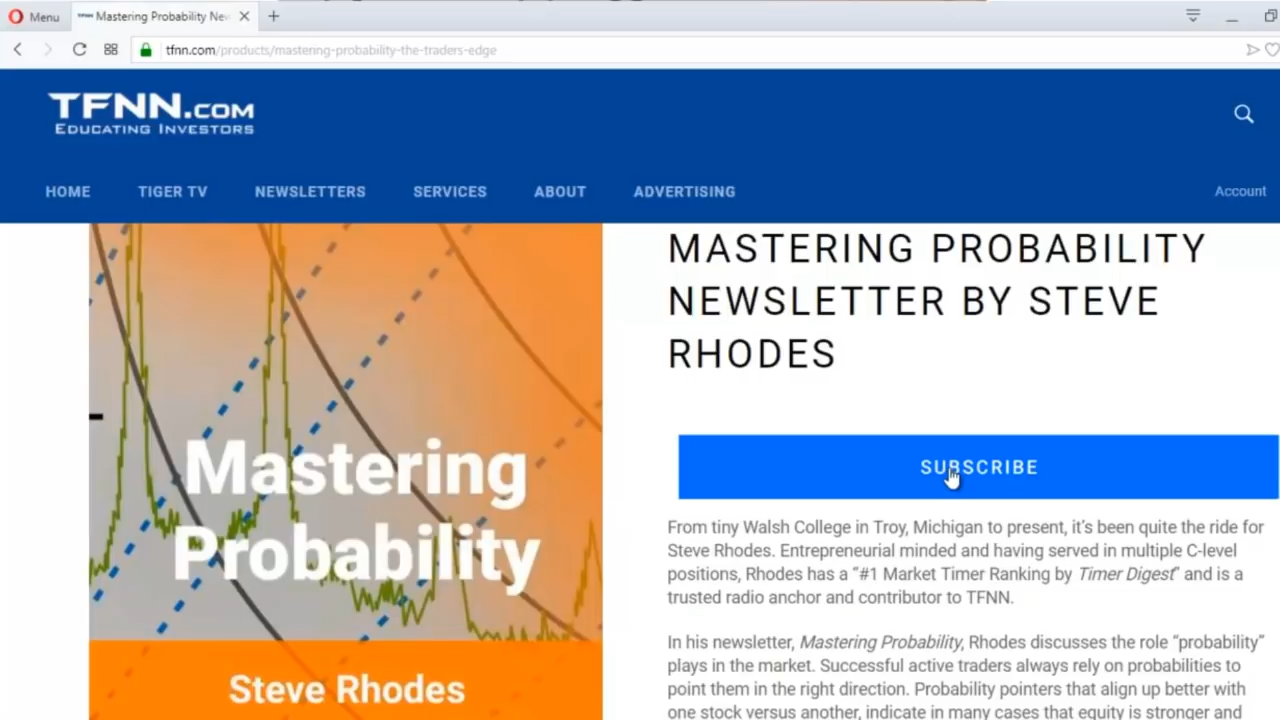 Menu
TFNN Mastering Probability New
tfnn.com/products/mastering-probability-the-traders-edge
TFNN.COM
EDUCATING INVESTORS
HOME TIGER TV NEWSLETTERS SERVICES ABOUT ADVERTISING Account
MASTERING PROBABILITY
NEWSLETTER BY STEVE
RHODES
Mastering
Probability
Steve Rhodes
SUBSCRIBE
From tiny Walsh College in Troy, Michigan to present, it's been quite the ride for
Steve Rhodes. Entrepreneurial minded and having served in multiple C-level
positions, Rhodes has a “#1 Market Timer Ranking by Timer Digest” and is a
trusted radio anchor and contributor to TFNN.
In his newsletter, Mastering Probability, Rhodes discusses the role “probability”
plays in the market. Successful active traders always rely on probabilities to
point them in the right direction. Probability pointers that align up better with
one stock versus another, indicate in many cases that equity is stronger and